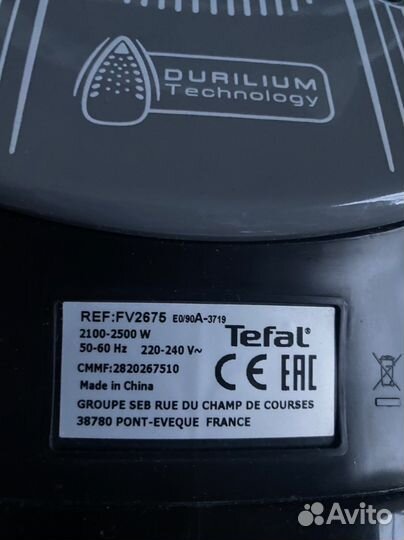 DURILIUM
Technology
REF:FV2675 E0/90A-3719
2100-2500 W
50-60 Hz 220-240 V~
CMMF:2820267510
Made in China
Tefal
CE EAC
GROUPE SEB RUE DU CHAMP DE COURSES
38780 PONT-EVEQUE FRANCE
Avito